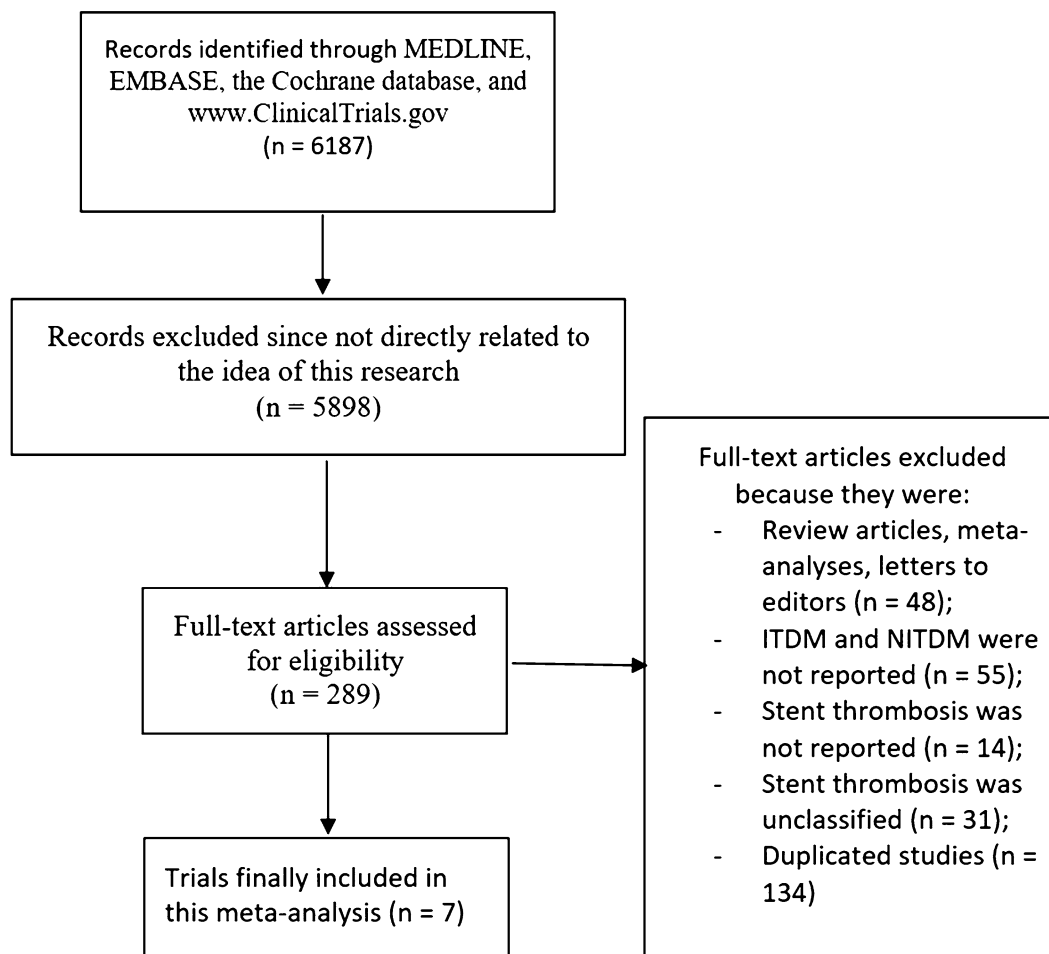 Records identified through MEDLINE,
EMBASE, the Cochrane database, and
www.ClinicalTrials.gov
(n = 6187)
Records excluded since not directly related to
the idea of this research
(n = 5898)
Full-text articles assessed
for eligibility
(n = 289)
Full-text articles excluded
because they were:
- Review articles, meta-
analyses, letters to
editors (n = 48);
- ITDM and NITDM were
not reported (n = 55);
- Stent thrombosis was
not reported (n = 14);
- Stent thrombosis was
unclassified (n = 31);
- Duplicated studies (n =
134)
Trials finally included in
this meta-analysis (n = 7)